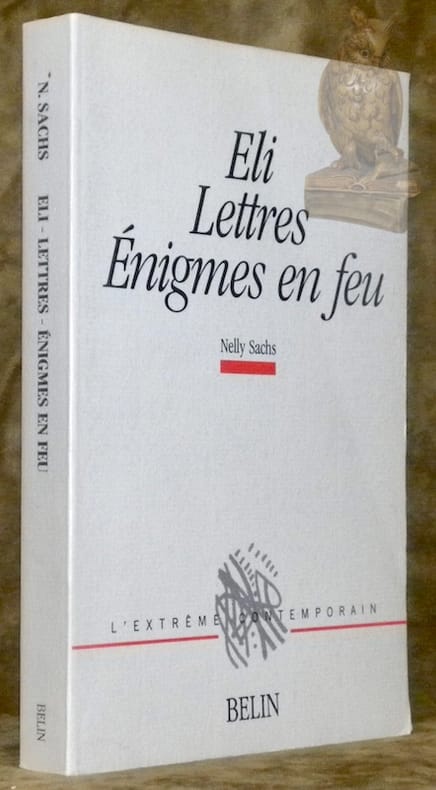 N. SACHS ELI - LETTRES - ÉNIGMES EN FEU BELIN
Eli
Lettres
Énigmes en feu
Nelly Sachs
L'EXTRÊME CONTEMPORAIN
BELIN